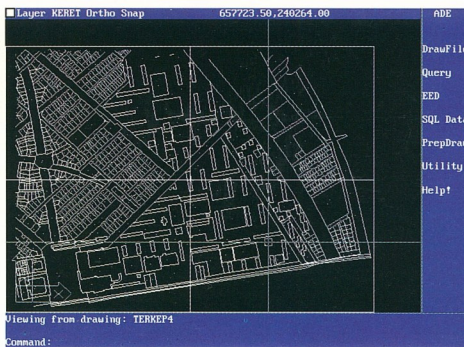 Layer KERET Ortho Snap 657723.50,240264.00 ADE
DrawFile
Query
EED
SQL Data
PrepDraw
Utility
Help!
Viewing from drawing: TERKEP4
Command: